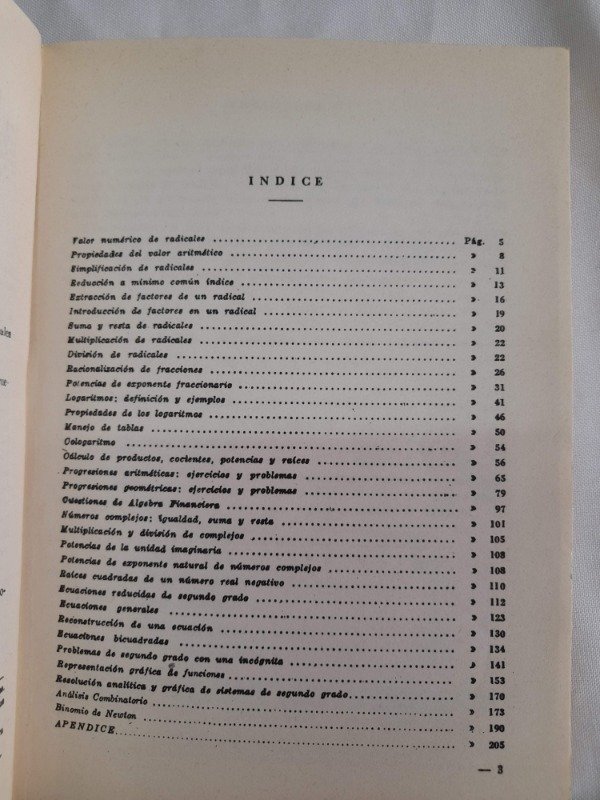 INDICE
Valor numérico de radicales ........ Pág. 5
Propiedades del valor aritmético ........ » 8
Simplificación de radicales ........ » 11
Reducción a mínimo común índice ........ » 13
Extracción de factores de un radical ........ » 16
Introducción de factores en un radical ........ » 19
Suma y resta de radicales ........ » 20
Multiplicación de radicales ........ » 22
División de radicales ........ » 22
Racionalización de fracciones ........ » 26
Potencias de exponente fraccionario ........ » 31
Logaritmos: definición y ejemplos ........ » 41
Propiedades de los logaritmos ........ » 46
Manejo de tablas ........ » 50
Cologaritmo ........ » 54
Cálculo de productos, cocientes, potencias y raíces ........ » 56
Progresiones aritméticas: ejercicios y problemas ........ » 65
Progresiones geométricas: ejercicios y problemas ........ » 79
Cuestiones de Algebra Financiera ........ » 97
Números complejos: Igualdad, suma y resta ........ » 101
Multiplicación y división de complejos ........ » 105
Potencias de la unidad imaginaria ........ » 108
Potencias de exponente natural de números complejos ........ » 108
Raíces cuadradas de un número real negativo ........ » 110
Ecuaciones reducidas de segundo grado ........ » 112
Ecuaciones generales ........ » 123
Reconstrucción de una ecuación ........ » 130
Ecuaciones bicuadradas ........ » 134
Problemas de segundo grado con una incógnita ........ » 141
Representación gráfica de funciones ........ » 153
Resolución analítica y gráfica de sistemas de segundo grado ........ » 170
Análisis Combinatorio ........ » 173
Binomio de Newton ........ » 190
APENDICE ........ » 205
— 3